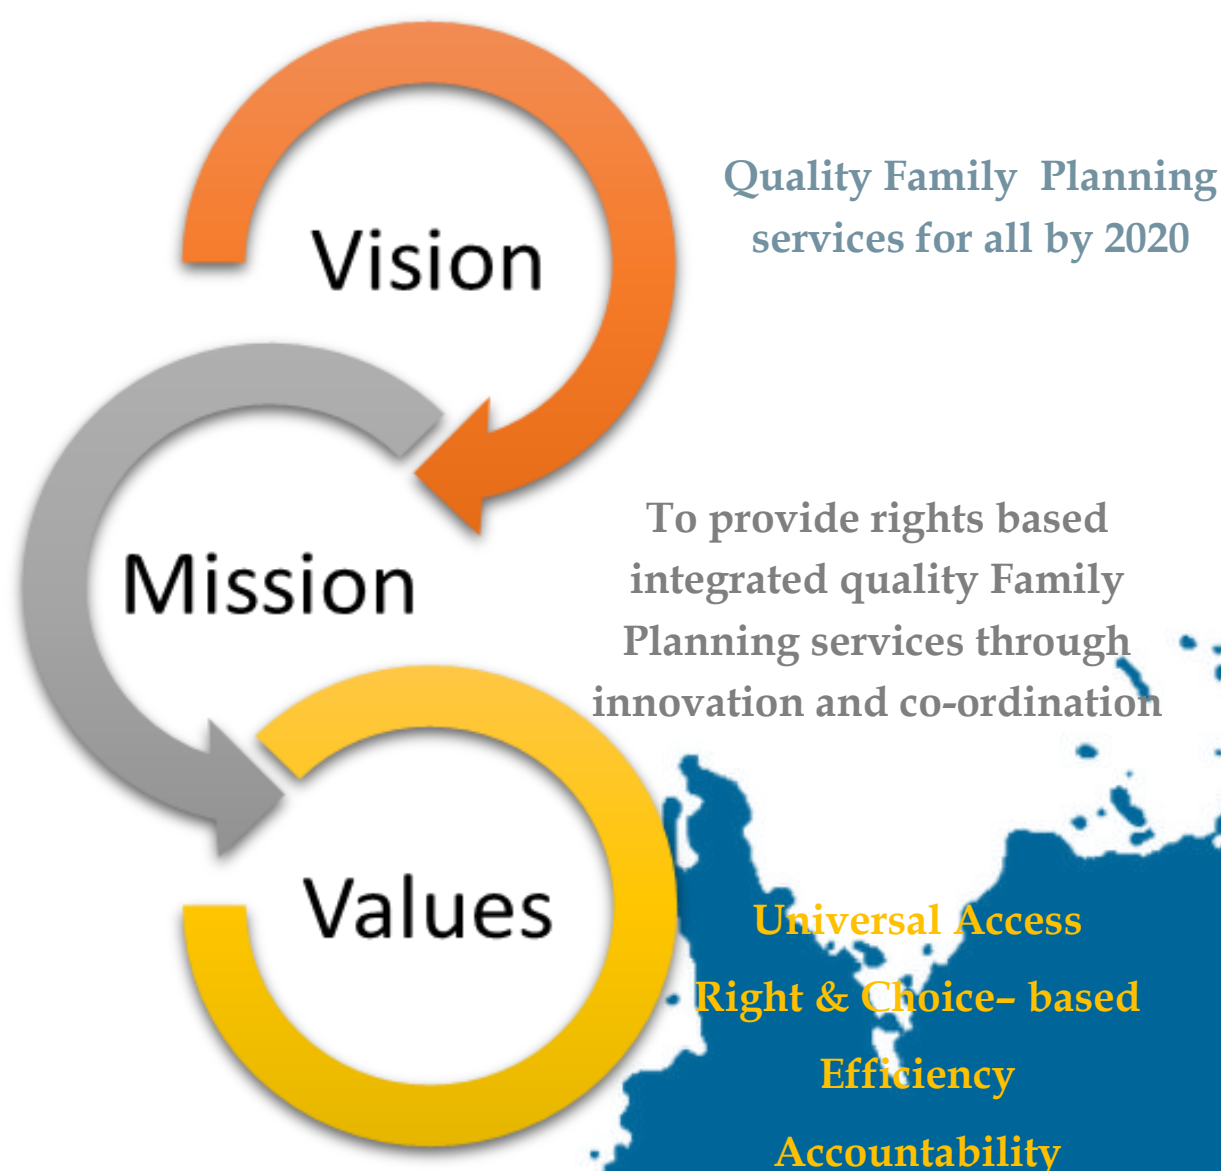 Vision
Quality Family Planning
services for all by 2020
Mission
To provide rights based
integrated quality Family
Planning services through
innovation and co-ordination
Values
Universal Access
Right & Choice– based
Efficiency
Accountability